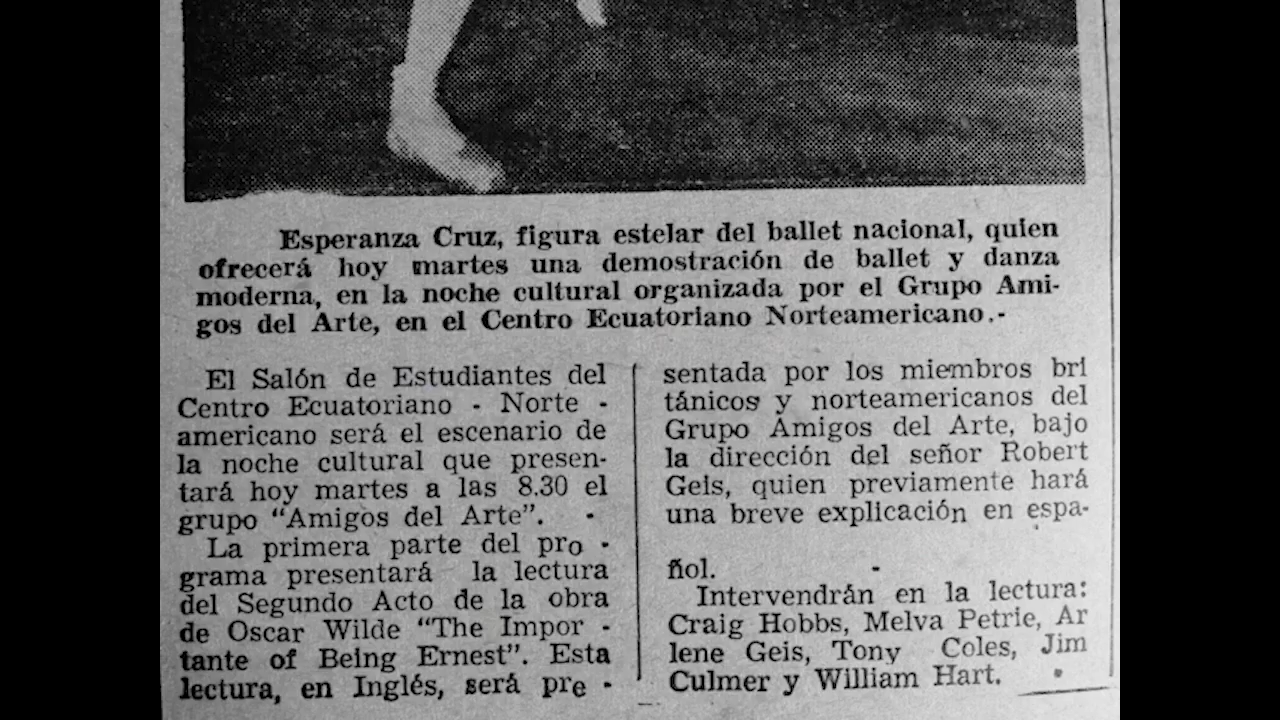 Esperanza Cruz, figura estelar del ballet nacional, quien
ofrecerá hoy martes una demostración de ballet y danza
moderna, en la noche cultural organizada por el Grupo Ami-
gos del Arte, en el Centro Ecuatoriano Norteamericano.-
El Salón de Estudiantes del
Centro Ecuatoriano - Norte -
americano será el escenario de
la noche cultural que presen-
tará hoy martes a las 8.30 el
grupo "Amigos del Arte".
La primera parte del pro -
grama presentará la lectura
del Segundo Acto de la obra
de Oscar Wilde "The Impor -
tante of Being Ernest". Esta
lectura, en Inglés, será pre -
sentada por los miembros bri
tánicos y norteamericanos del
Grupo Amigos del Arte, bajo
la dirección del señor Robert
Geis, quien previamente hará
una breve explicación en espa-
ñol.
Intervendrán en la lectura:
Craig Hobbs, Melva Petrie, Ar
lene Geis, Tony Coles, Jim
Culmer y William Hart.